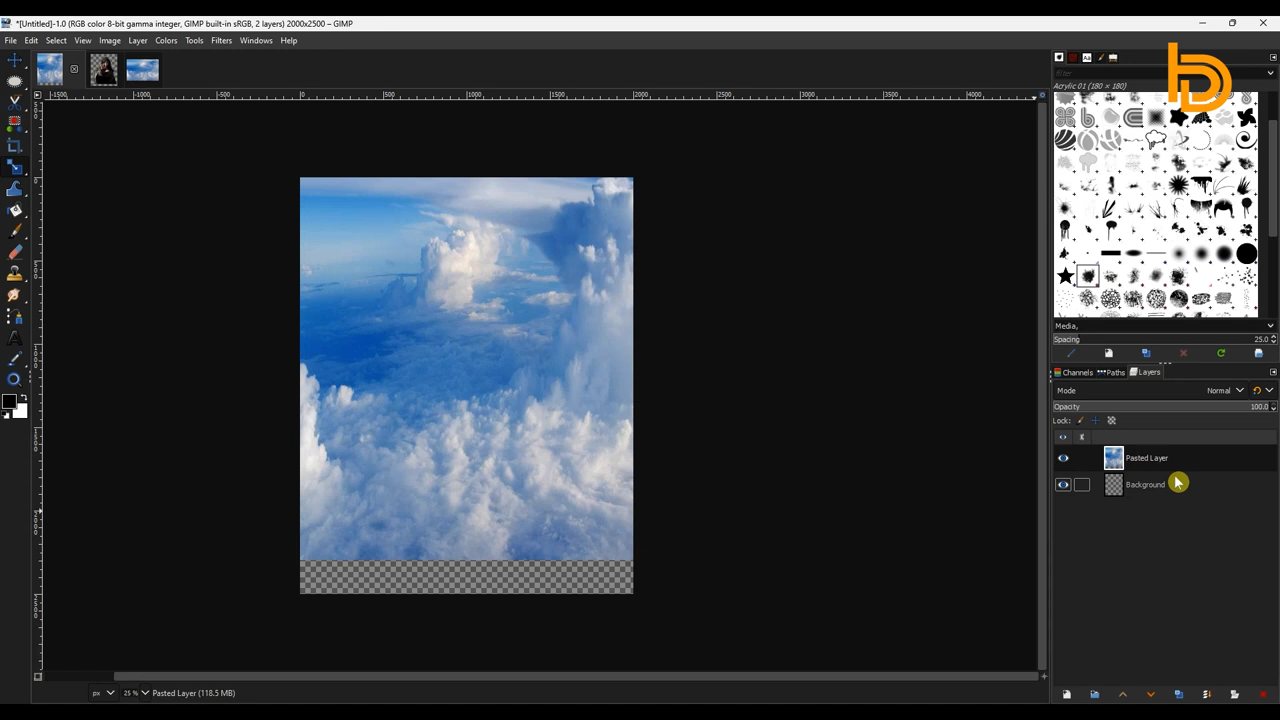 *[Untitled]-1.0 (RGB color 8-bit gamma integer, GIMP built-in sRGB, 2 layers) 2000x2500 – GIMP
File Edit Select View Image Layer Colors Tools Filters Windows Help
filter
Acrylic 01 (180 × 180)
Media,
Spacing 25.0
Channels Paths Layers
Mode Normal
Opacity 100.0
Lock:
Pasted Layer
Background
px 25 % Pasted Layer (118.5 MB)